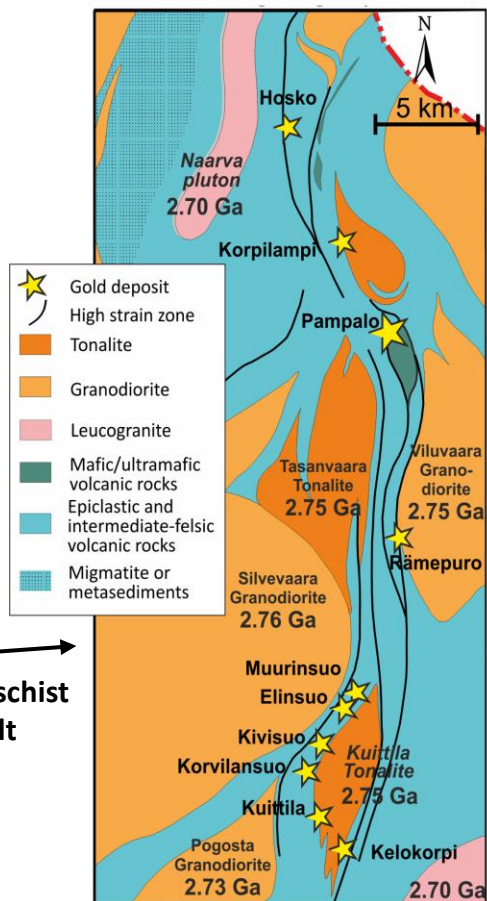 N
5 km
Hosko
Naarva
pluton
2.70 Ga
Korpilampi
Pampalo
Gold deposit
High strain zone
Tonalite
Granodiorite
Leucogranite
Mafic/ultramafic
volcanic rocks
Epiclastic and
intermediate-felsic
volcanic rocks
Migmatite or
metasediments
Tasanvaara
Tonalite
2.75 Ga
Viluvaara
Grano-
diorite
2.75 Ga
Rämepuro
Silvevaara
Granodiorite
2.76 Ga
schist
lt
Muurinsuo
Elinsuo
Kivisuo
Korvilansuo
Kuittila
Kuittila
Tonalite
2.75 Ga
Pogosta
Granodiorite
2.73 Ga
Kelokorpi
2.70 Ga